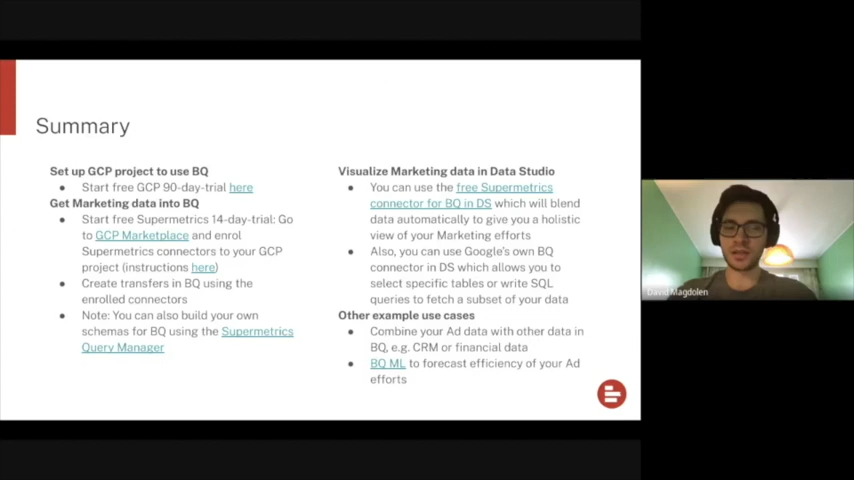 Summary
Set up GCP project to use BQ
● Start free GCP 90-day-trial here
Get Marketing data into BQ
● Start free Supermetrics 14-day-trial: Go
to GCP Marketplace and enrol
Supermetrics connectors to your GCP
project (instructions here)
● Create transfers in BQ using the
enrolled connectors
● Note: You can also build your own
schemas for BQ using the Supermetrics
Query Manager
Visualize Marketing data in Data Studio
● You can use the free Supermetrics
connector for BQ in DS which will blend
data automatically to give you a holistic
view of your Marketing efforts
● Also, you can use Google's own BQ
connector in DS which allows you to
select specific tables or write SQL
queries to fetch a subset of your data
Other example use cases
● Combine your Ad data with other data in
BQ, e.g. CRM or financial data
● BQ ML to forecast efficiency of your Ad
efforts
David Magdolen